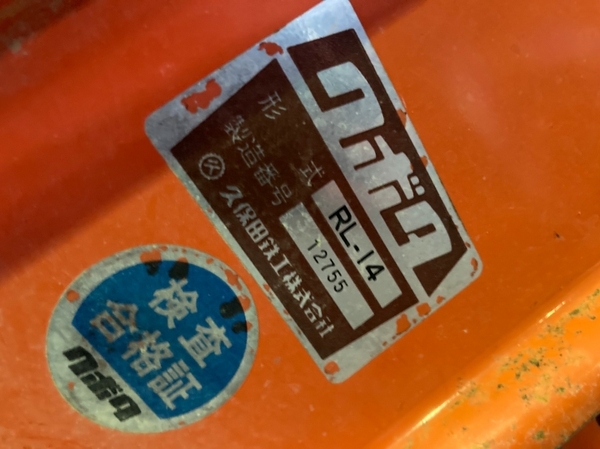 クボタ
形式 RL-14
製造番号 12755
久保田鉄工株式会社
検査
合格証
クボタ